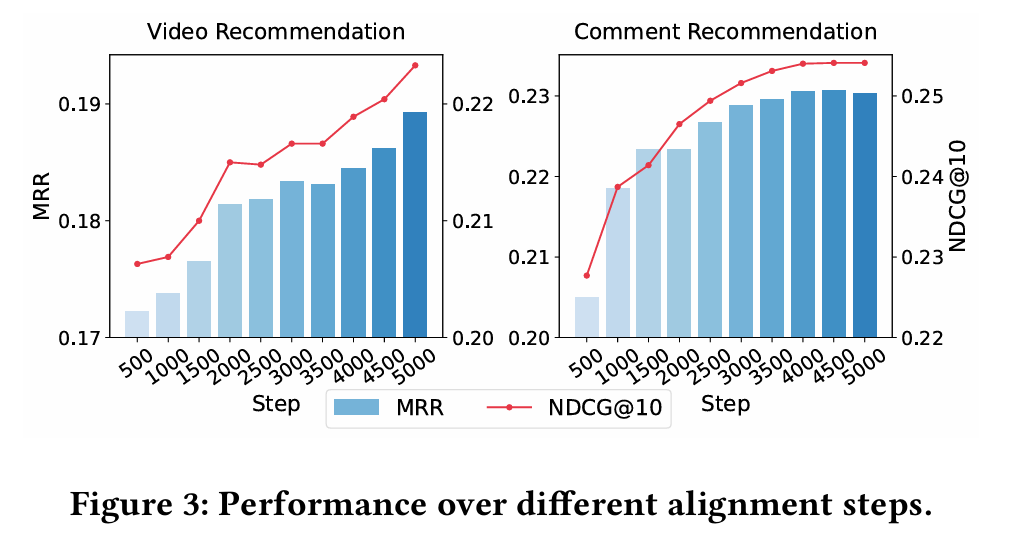 Video Recommendation
Comment Recommendation
MRR
0.19
0.18
0.17
0.22
0.21
0.20
500 1000 1500 2000 2500 3000 3500 4000 4500 5000
Step
0.23
0.22
0.21
0.20
0.25
0.24
0.23
0.22
NDCG@10
500 1000 1500 2000 2500 3000 3500 4000 4500 5000
Step
MRR NDCG@10
Figure 3: Performance over different alignment steps.